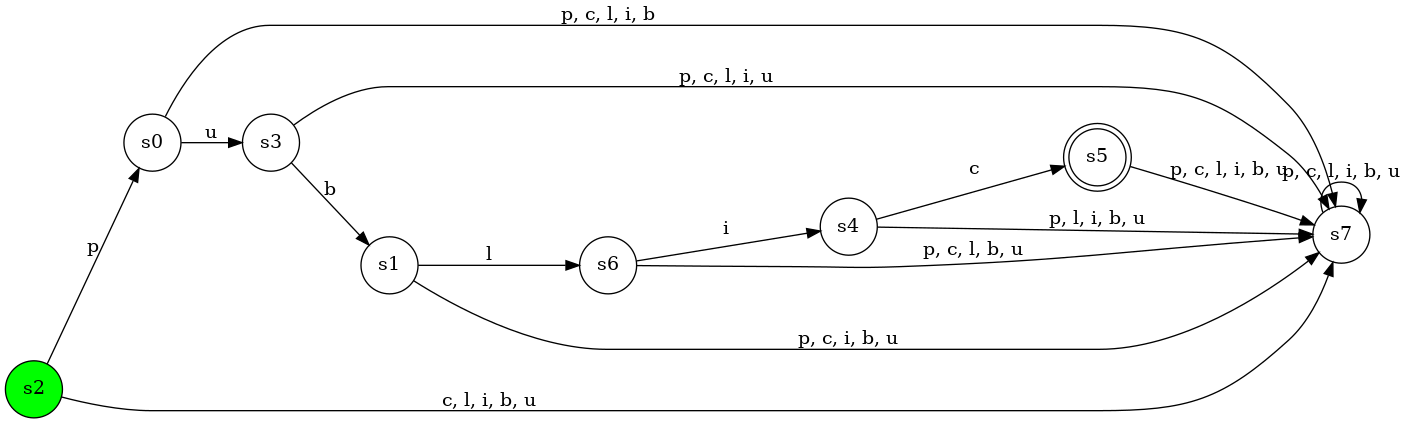 p, c, l, i, b
p, c, l, i, u
s0
u
s3
c
s5
p, c, l, i, b, u
p, c, l, i, b, u
b
i
s4
p, l, i, b, u
s7
p
s1
l
s6
p, c, l, b, u
p, c, i, b, u
s2
c, l, i, b, u